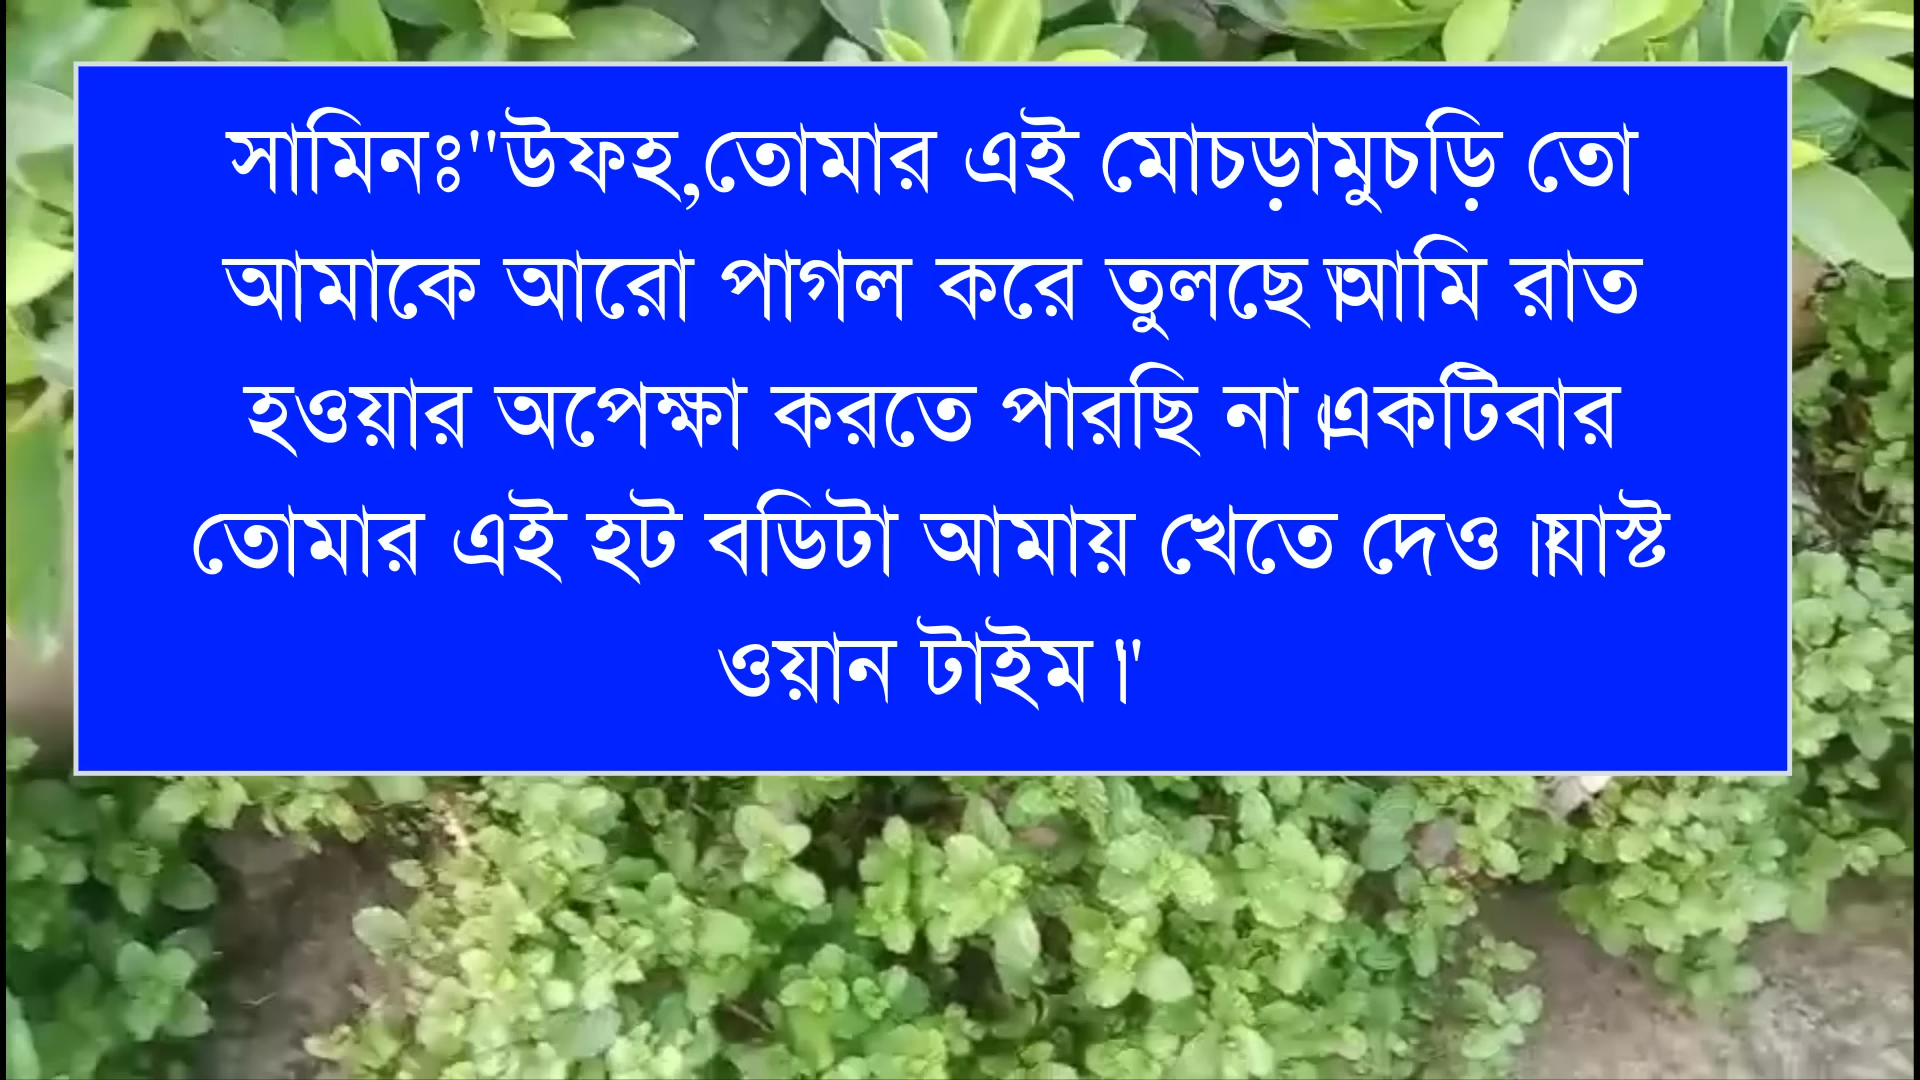 সামিনঃ"উফহ,তোমার এই মোচড়ামুচড়ি তো
আমাকে আরো পাগল করে তুলছে।আমি রাত
হওয়ার অপেক্ষা করতে পারছি না।একটিবার
তোমার এই হট বডিটা আমায় খেতে দেও।যাস্ট
ওয়ান টাইম।"